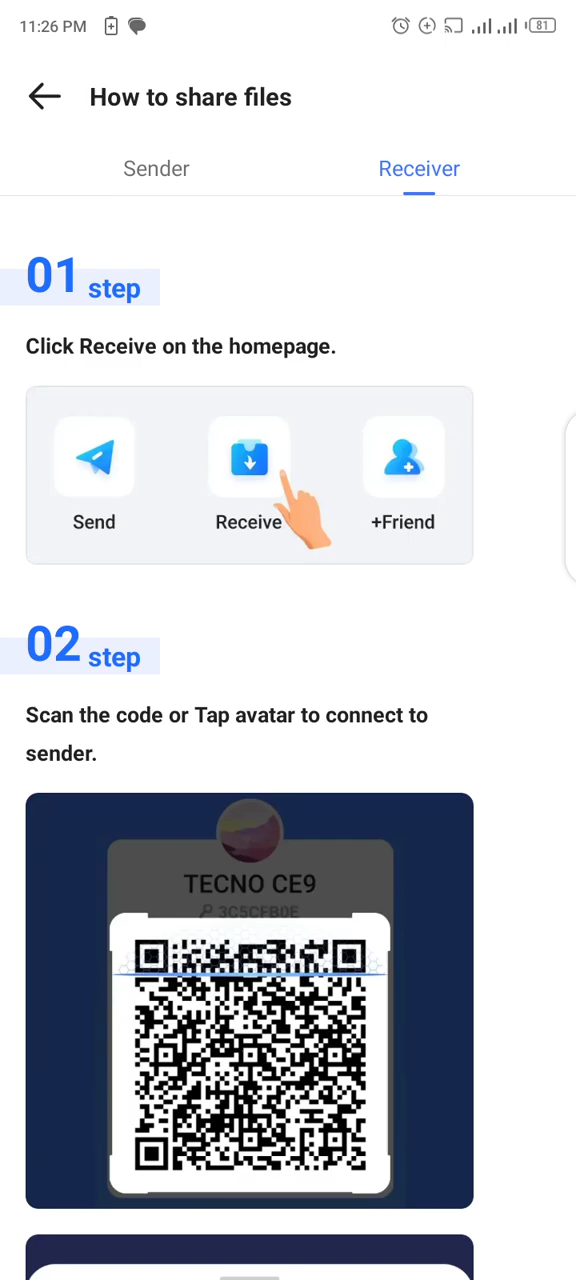 11:26 PM
81
How to share files
Sender
Receiver
01 step
Click Receive on the homepage.
Send
Receive
+Friend
02 step
Scan the code or Tap avatar to connect to
sender.
TECNO CE9
3C5CFB0E